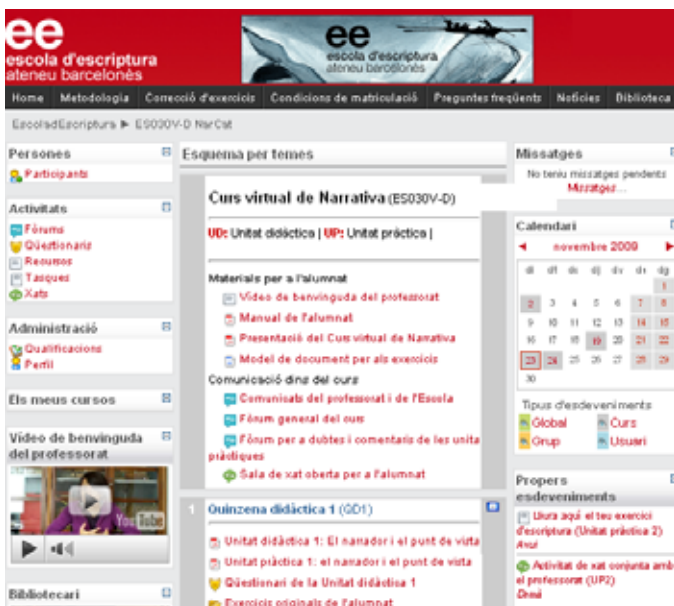 ee
escola d'escriptura
ateneu barcelonès
ee
escola d'escriptura
ateneu barcelonès
Home Metodologia Correcció d'exercicis Condicions de matriculació Preguntes freqüents Notícies Biblioteca
EscoladEscriptura ► ES030V-D NarCat
Persones
Participants
Activitats
Fòrums
Qüestionaris
Recursos
Tasques
Xats
Administració
Qualificacions
Perfil
Els meus cursos
Vídeo de benvinguda
del professorat
YouTube
Bibliotecari
Esquema per temes
Curs virtual de Narrativa (ES030V-D)
UD: Unitat didàctica | UP: Unitat pràctica |
Materials per a l'alumnat
Vídeo de benvinguda del professorat
Manual de l'alumnat
Presentació del Curs virtual de Narrativa
Model de document per als exercicis
Comunicació dins del curs
Comunicats del professorat i de l'Escola
Fòrum general del curs
Fòrum per a dubtes i comentaris de les unitats
pràctiques
Sala de xat oberta per a l'alumnat
1 Quinzena didàctica 1 (QD1)
Unitat didàctica 1: El narrador i el punt de vista
Unitat pràctica 1: el narrador i el punt de vista
Qüestionari de la Unitat didàctica 1
Exercicis originals de l'alumnat
Missatges
No teniu missatges pendents
Missatges...
Calendari
◄ novembre 2009 ►
dl dt dc dj dv ds dg
1
2 3 4 5 6 7 8
9 10 11 12 13 14 15
16 17 18 19 20 21 22
23 24 25 26 27 28 29
30
Tipus d'esdeveniments
Global Curs
Grup Usuari
Propers
esdeveniments
Lliura aquí el teu exercici
d'escriptura (Unitat pràctica 2)
Avui
Activitat de xat conjunta amb
el professorat (UP2)
Demà